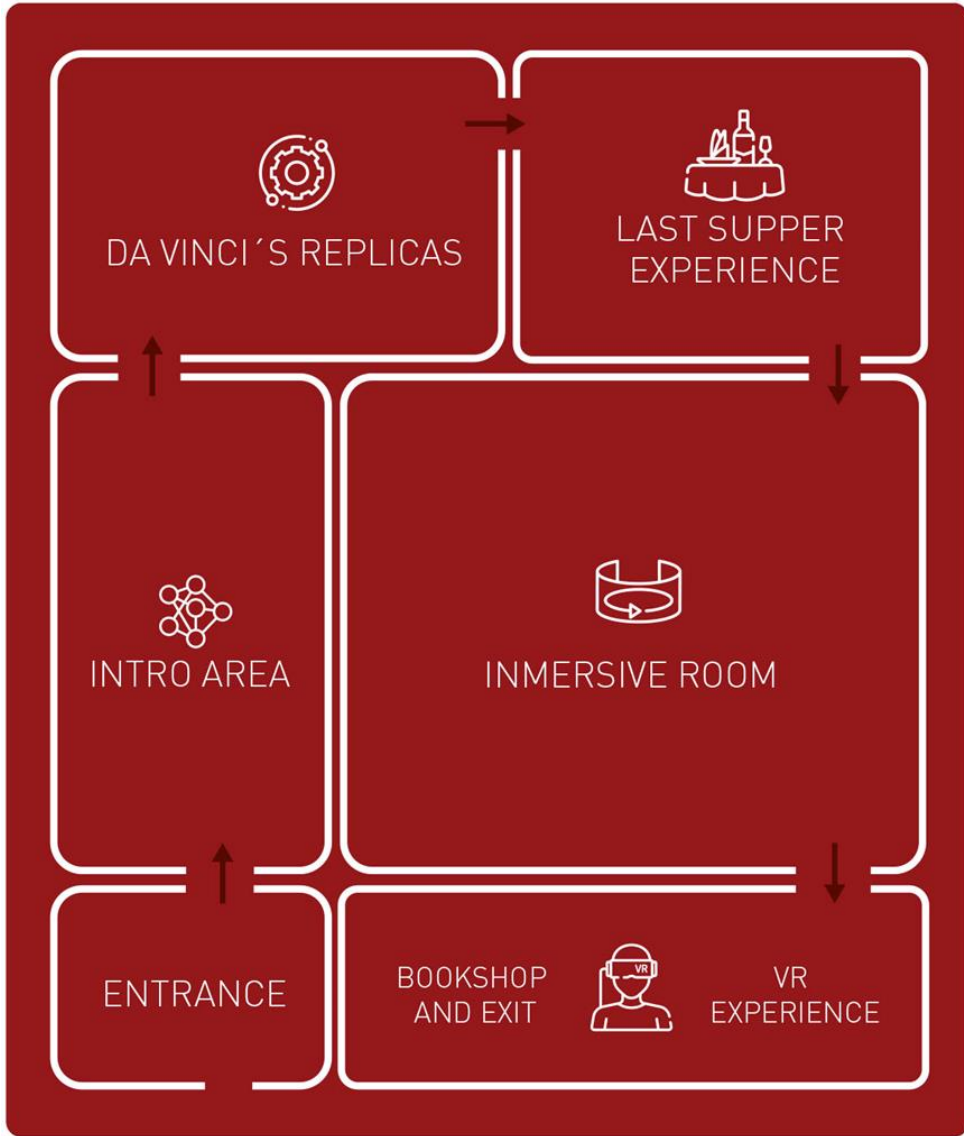 DA VINCI´S REPLICAS
LAST SUPPER
EXPERIENCE
INTRO AREA
INMERSIVE ROOM
ENTRANCE
BOOKSHOP
AND EXIT
VR
VR
EXPERIENCE